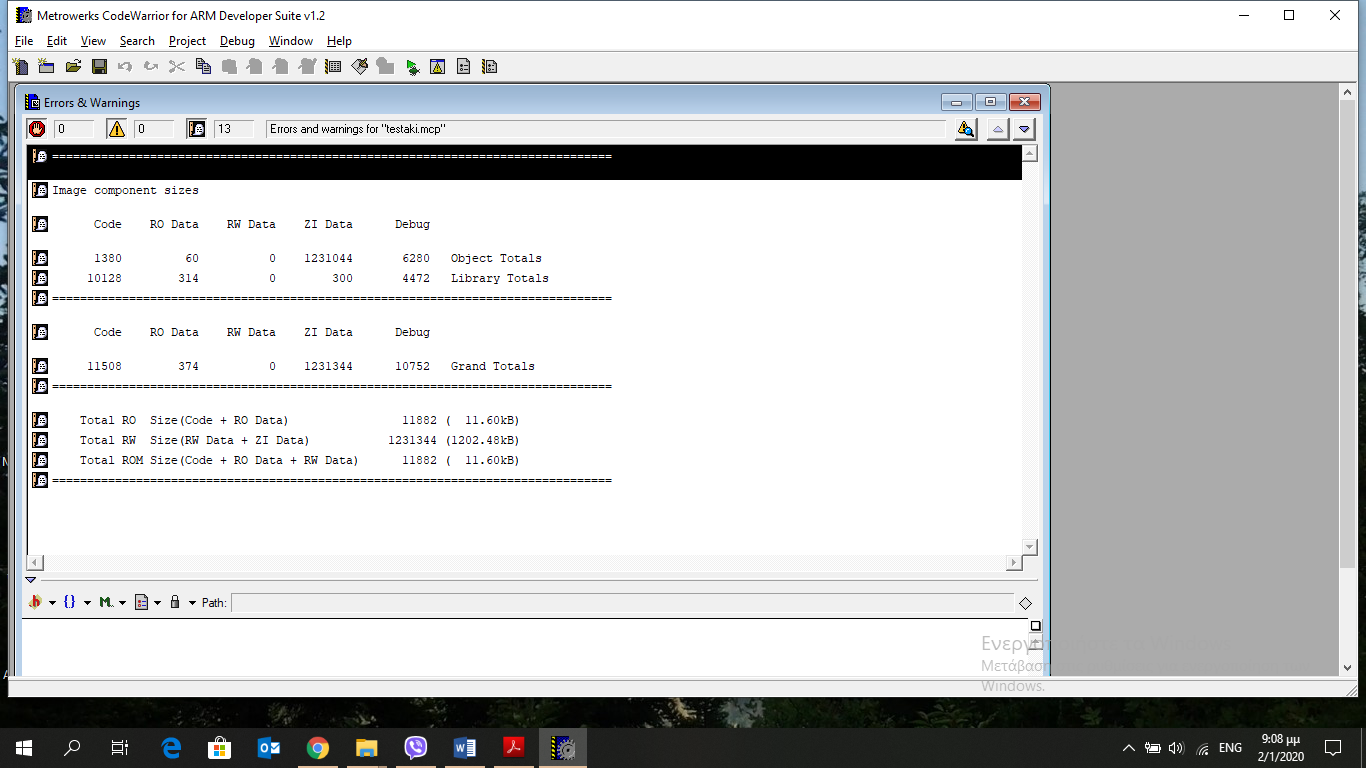 Metrowerks CodeWarrior for ARM Developer Suite v1.2
File Edit View Search Project Debug Window Help
Errors & Warnings
0 0 13 Errors and warnings for "testaki.mcp"
================================================================================
Image component sizes
Code RO Data RW Data ZI Data Debug
1380 60 0 1231044 6280 Object Totals
10128 314 0 300 4472 Library Totals
================================================================================
Code RO Data RW Data ZI Data Debug
11508 374 0 1231344 10752 Grand Totals
================================================================================
Total RO Size(Code + RO Data) 11882 ( 11.60kB)
Total RW Size(RW Data + ZI Data) 1231344 (1202.48kB)
Total ROM Size(Code + RO Data + RW Data) 11882 ( 11.60kB)
================================================================================
Path:
Windows.
ENG
9:08 μμ
2/1/2020